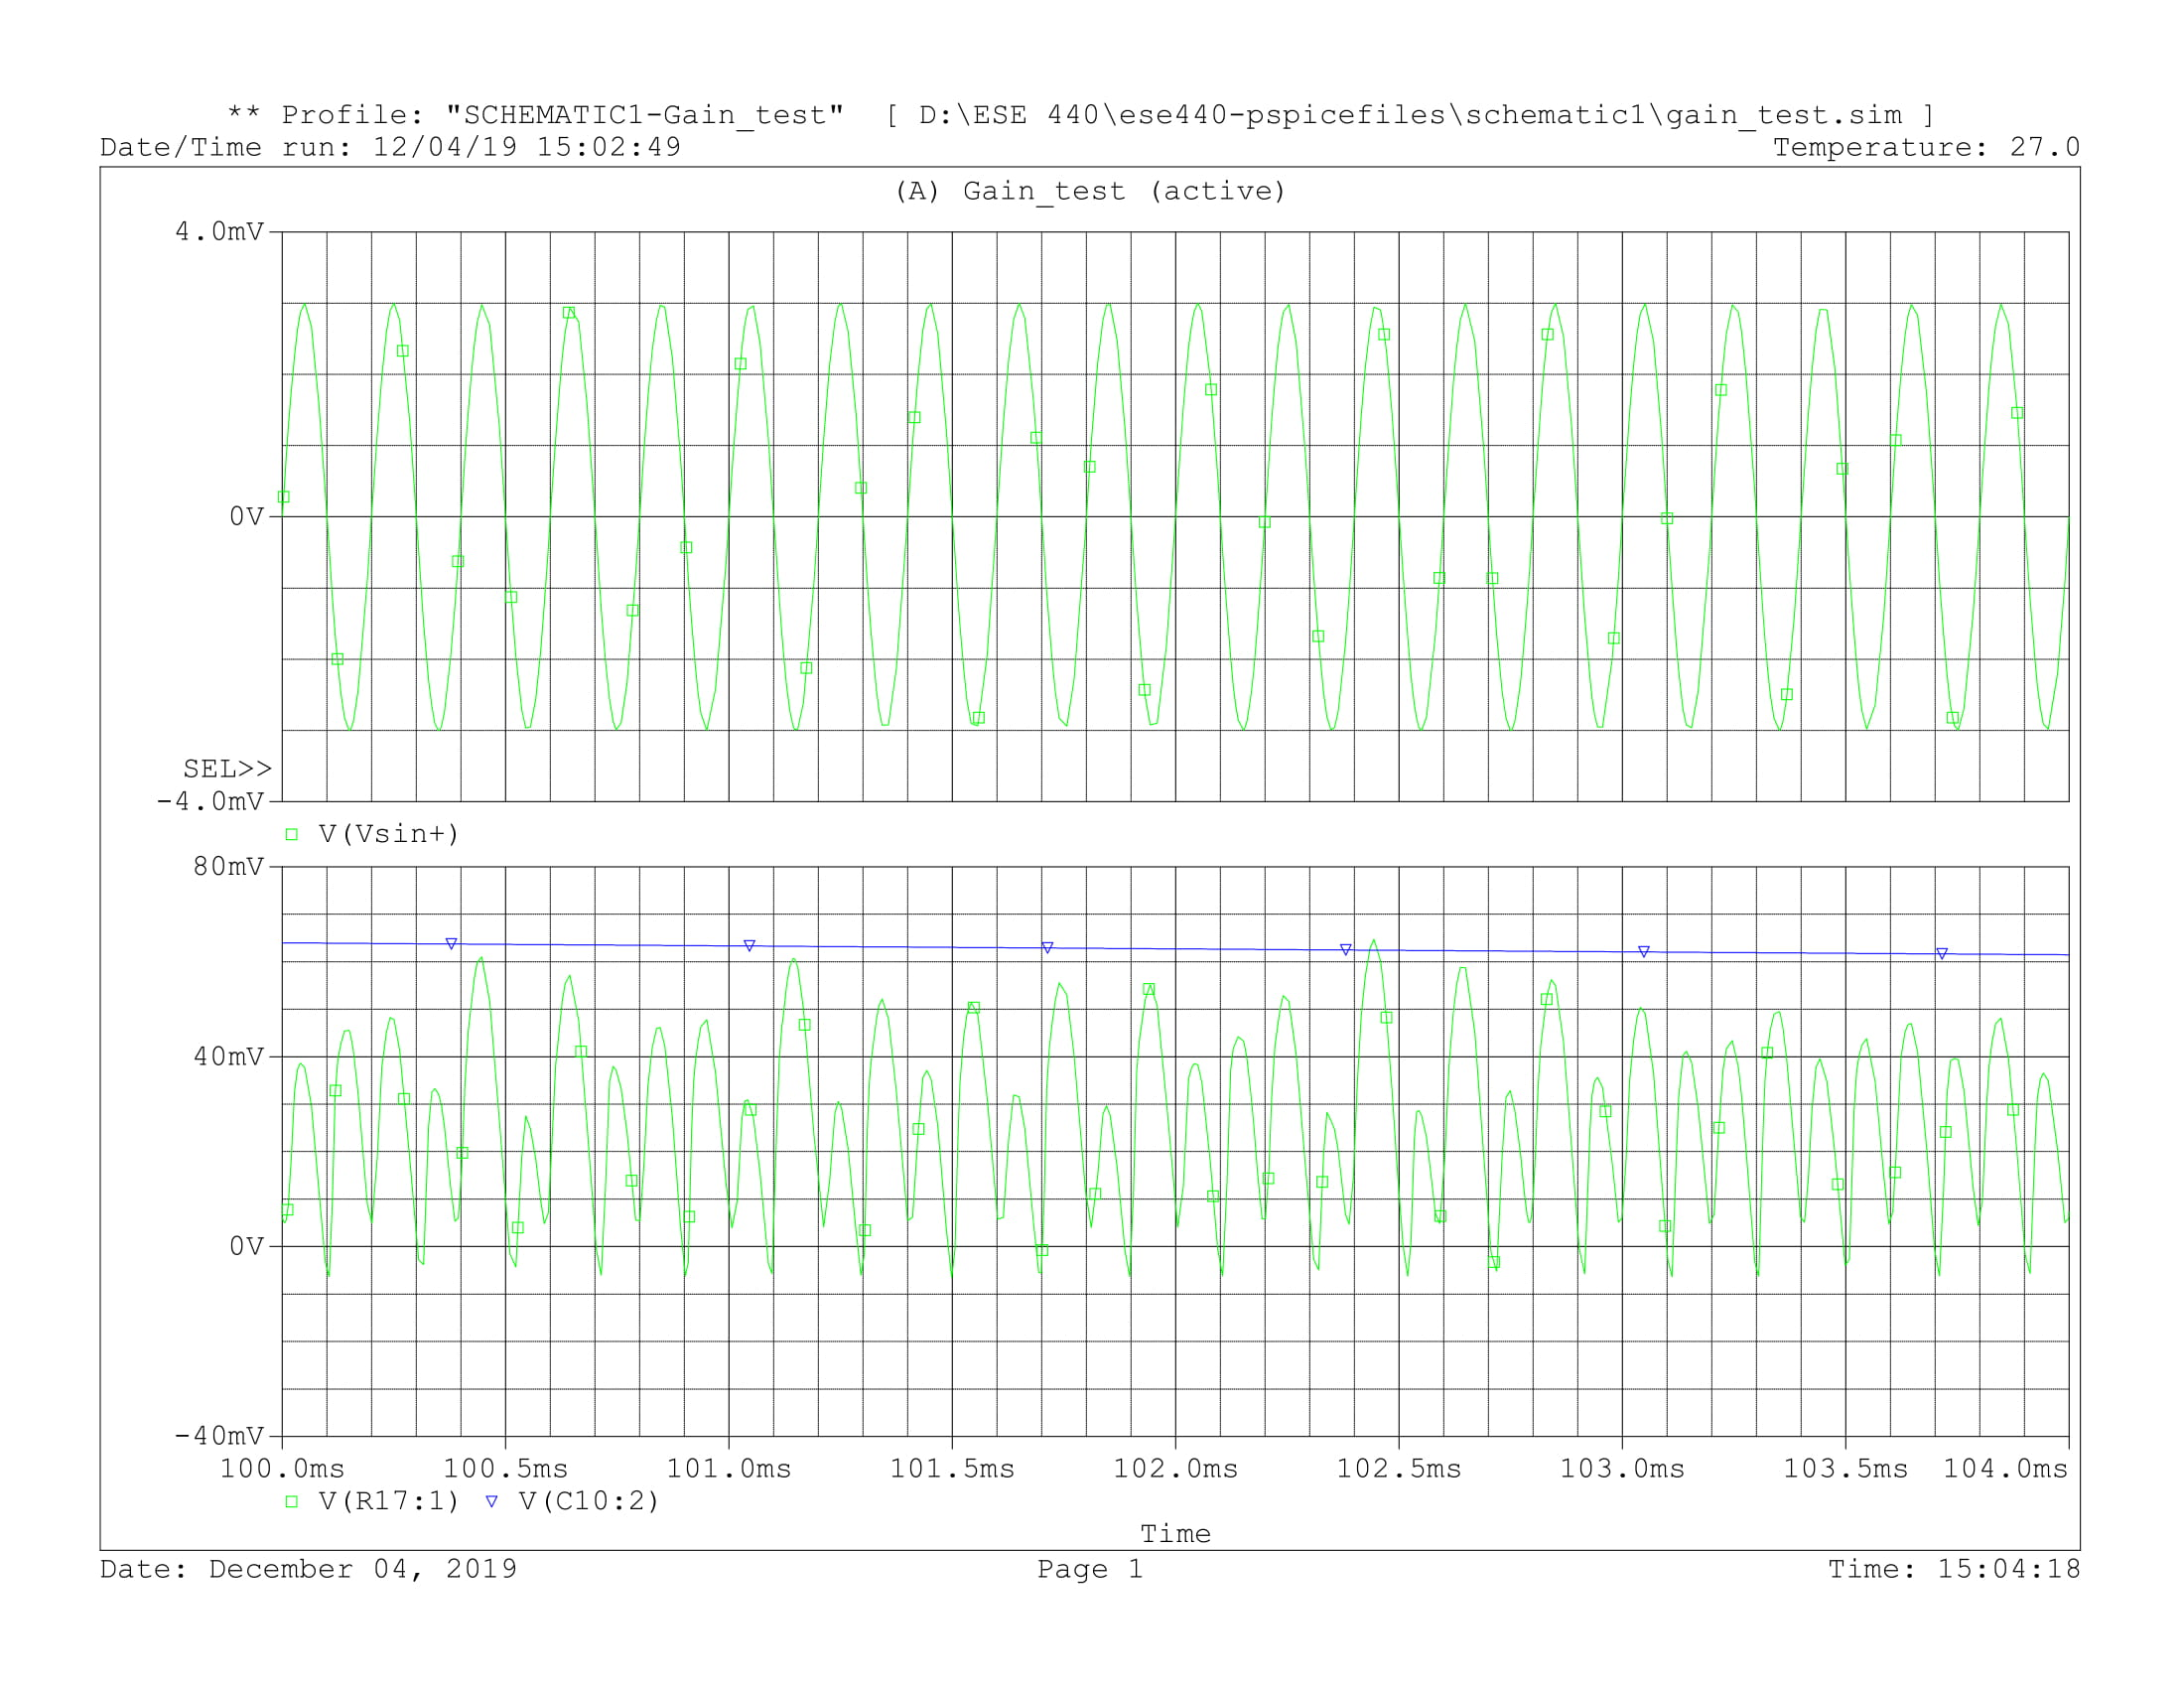 ** Profile: "SCHEMATIC1-Gain_test"  [ D:\ESE 440\ese440-pspicefiles\schematic1\gain_test.sim ]
Date/Time run: 12/04/19 15:02:49 Temperature: 27.0
(A) Gain_test (active)
4.0mV
0V
SEL>>
-4.0mV
V(Vsin+)
80mV
40mV
0V
-40mV
100.0ms 100.5ms 101.0ms 101.5ms 102.0ms 102.5ms 103.0ms 103.5ms 104.0ms
V(R17:1) V(C10:2)
Time
Date: December 04, 2019 Page 1 Time: 15:04:18